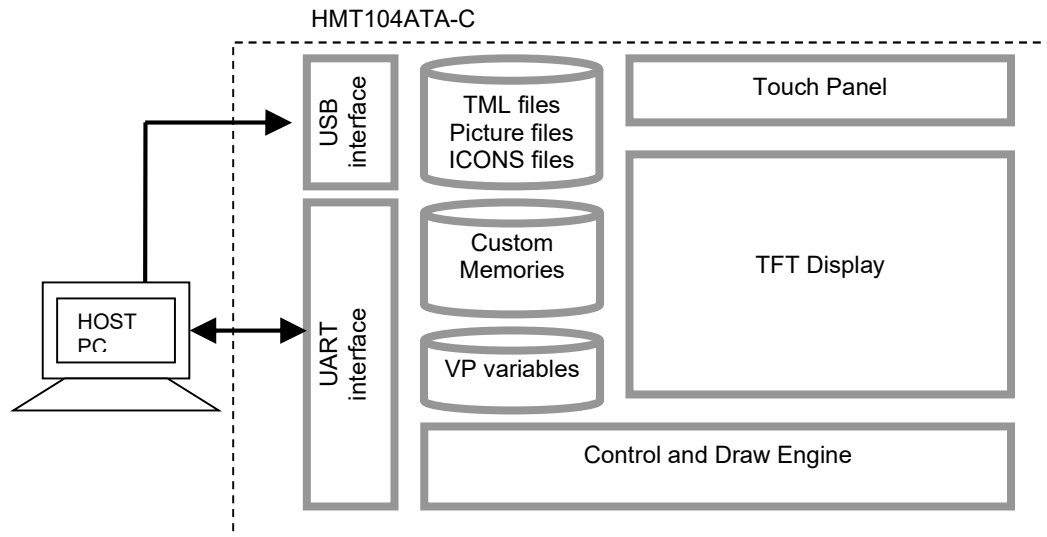 HMT104ATA-C
USB
interface
TML files
Picture files
ICONS files
Touch Panel
Custom
Memories
TFT Display
HOST
PC
UART
interface
VP variables
Control and Draw Engine